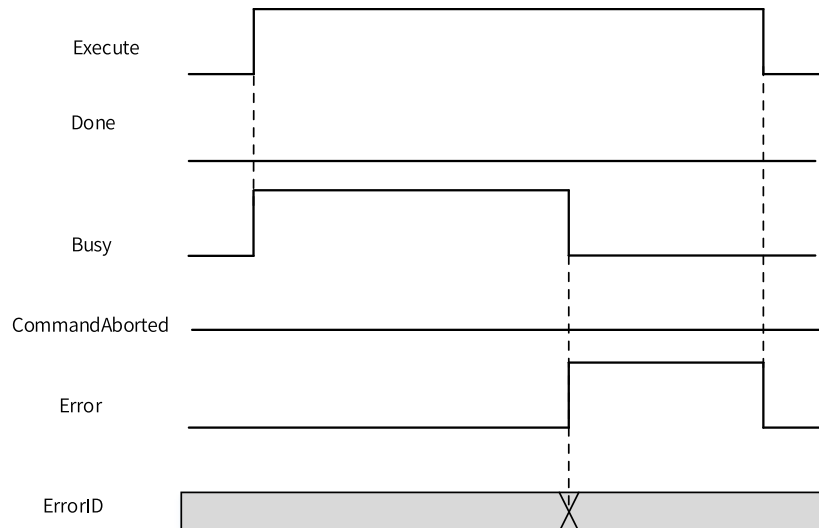 Execute
Done
Busy
CommandAborted
Error
ErrorID